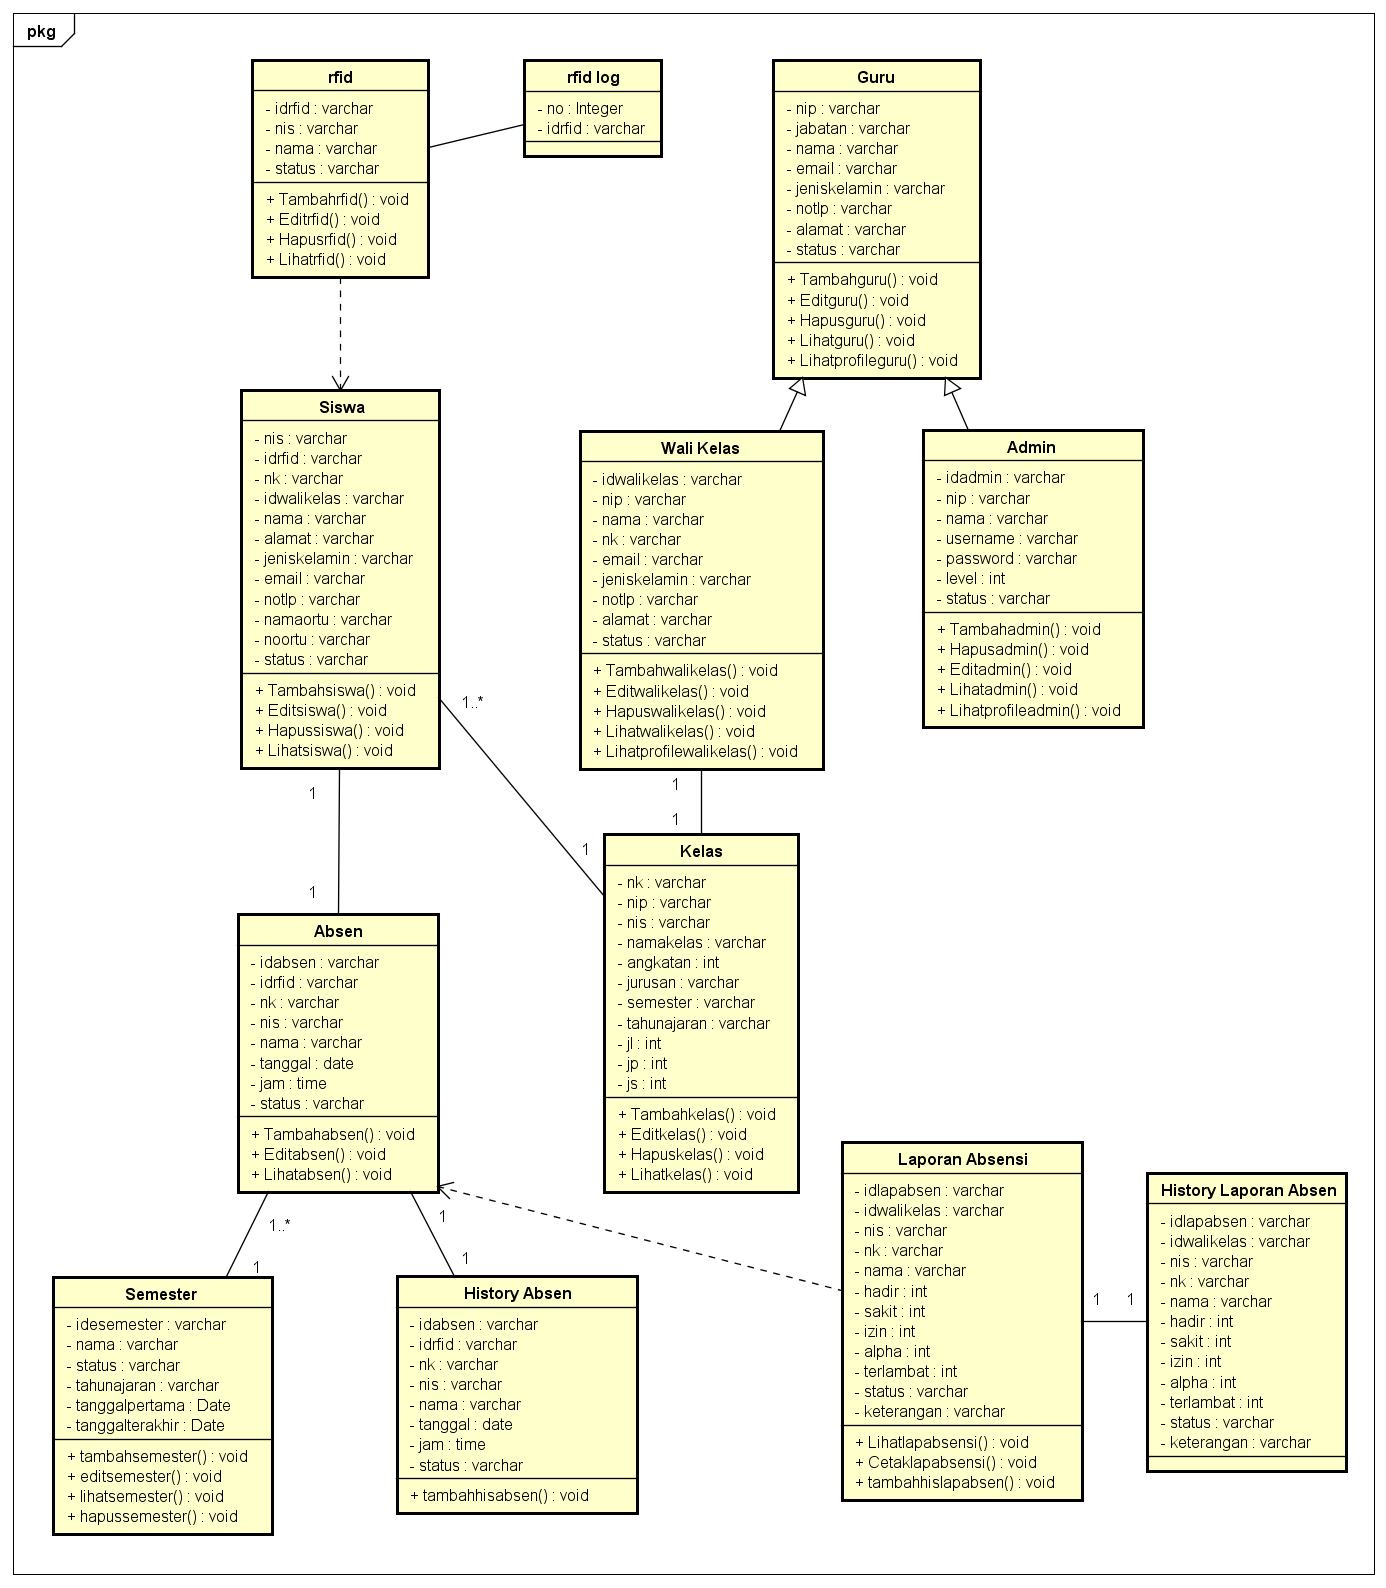 pkg
rfid
- idrfid : varchar
- nis : varchar
- nama : varchar
- status : varchar
+ Tambahrfid() : void
+ Editrfid() : void
+ Hapusrfid() : void
+ Lihatrfid() : void
rfid log
- no : Integer
- idrfid : varchar
Guru
- nip : varchar
- jabatan : varchar
- nama : varchar
- email : varchar
- jeniskelamin : varchar
- notlp : varchar
- alamat : varchar
- status : varchar
+ Tambahguru() : void
+ Editguru() : void
+ Hapusguru() : void
+ Lihatguru() : void
+ Lihatprofileguru() : void
Siswa
- nis : varchar
- idrfid : varchar
- nk : varchar
- idwalikelas : varchar
- nama : varchar
- alamat : varchar
- jeniskelamin : varchar
- email : varchar
- notlp : varchar
- namaortu : varchar
- noortu : varchar
- status : varchar
+ Tambahsiswa() : void
+ Editsiswa() : void
+ Hapussiswa() : void
+ Lihatsiswa() : void
Wali Kelas
- idwalikelas : varchar
- nip : varchar
- nama : varchar
- nk : varchar
- email : varchar
- jeniskelamin : varchar
- notlp : varchar
- alamat : varchar
- status : varchar
+ Tambahwalikelas() : void
+ Editwalikelas() : void
+ Hapuswalikelas() : void
+ Lihatwalikelas() : void
+ Lihatprofilewalikelas() : void
Admin
- idadmin : varchar
- nip : varchar
- nama : varchar
- username : varchar
- password : varchar
- level : int
- status : varchar
+ Tambahadmin() : void
+ Hapusadmin() : void
+ Editadmin() : void
+ Lihatadmin() : void
+ Lihatprofileadmin() : void
1..*
1
1
1
1
1
Kelas
- nk : varchar
- nip : varchar
- nis : varchar
- namakelas : varchar
- angkatan : int
- jurusan : varchar
- semester : varchar
- tahunajaran : varchar
- jl : int
- jp : int
- js : int
+ Tambahkelas() : void
+ Editkelas() : void
+ Hapuskelas() : void
+ Lihatkelas() : void
Absen
- idabsen : varchar
- idrfid : varchar
- nk : varchar
- nis : varchar
- nama : varchar
- tanggal : date
- jam : time
- status : varchar
+ Tambahabsen() : void
+ Editabsen() : void
+ Lihatabsen() : void
1..*
1
1
1
Semester
- idesemester : varchar
- nama : varchar
- status : varchar
- tahunajaran : varchar
- tanggalpertama : Date
- tanggalterakhir : Date
+ tambahsemester() : void
+ editsemester() : void
+ lihatsemester() : void
+ hapussemester() : void
History Absen
- idabsen : varchar
- idrfid : varchar
- nk : varchar
- nis : varchar
- nama : varchar
- tanggal : date
- jam : time
- status : varchar
+ tambahhisabsen() : void
Laporan Absensi
- idlapabsen : varchar
- idwalikelas : varchar
- nis : varchar
- nk : varchar
- nama : varchar
- hadir : int
- sakit : int
- izin : int
- alpha : int
- terlambat : int
- status : varchar
- keterangan : varchar
+ Lihatlapabsensi() : void
+ Cetaklapabsensi() : void
+ tambahhislapabsen() : void
1
1
History Laporan Absen
- idlapabsen : varchar
- idwalikelas : varchar
- nis : varchar
- nk : varchar
- nama : varchar
- hadir : int
- sakit : int
- izin : int
- alpha : int
- terlambat : int
- status : varchar
- keterangan : varchar